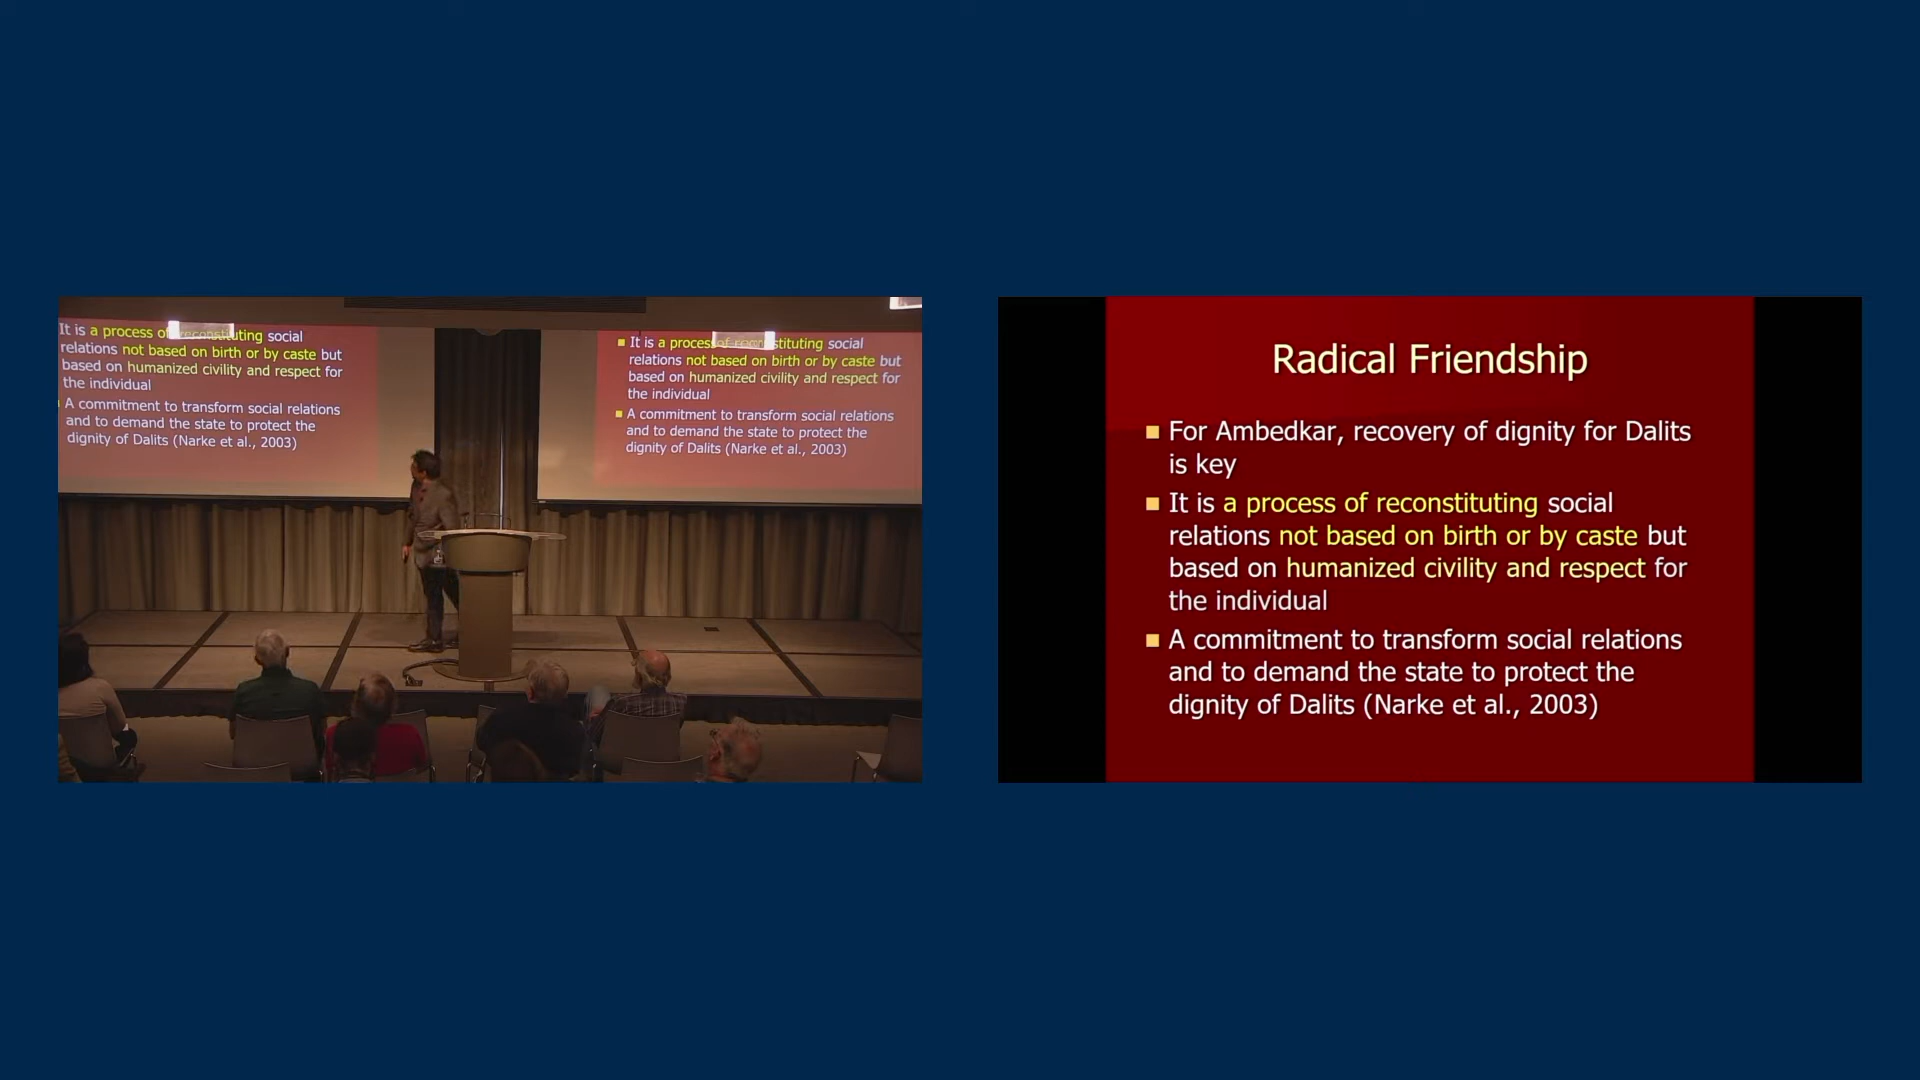 It is a process of reconstituting social
relations not based on birth or by caste but
based on humanized civility and respect for
the individual
A commitment to transform social relations
and to demand the state to protect the
dignity of Dalits (Narke et al., 2003)
It is a process of reconstituting social
relations not based on birth or by caste but
based on humanized civility and respect for
the individual
A commitment to transform social relations
and to demand the state to protect the
dignity of Dalits (Narke et al., 2003)
Radical Friendship
For Ambedkar, recovery of dignity for Dalits
is key
It is a process of reconstituting social
relations not based on birth or by caste but
based on humanized civility and respect for
the individual
A commitment to transform social relations
and to demand the state to protect the
dignity of Dalits (Narke et al., 2003)